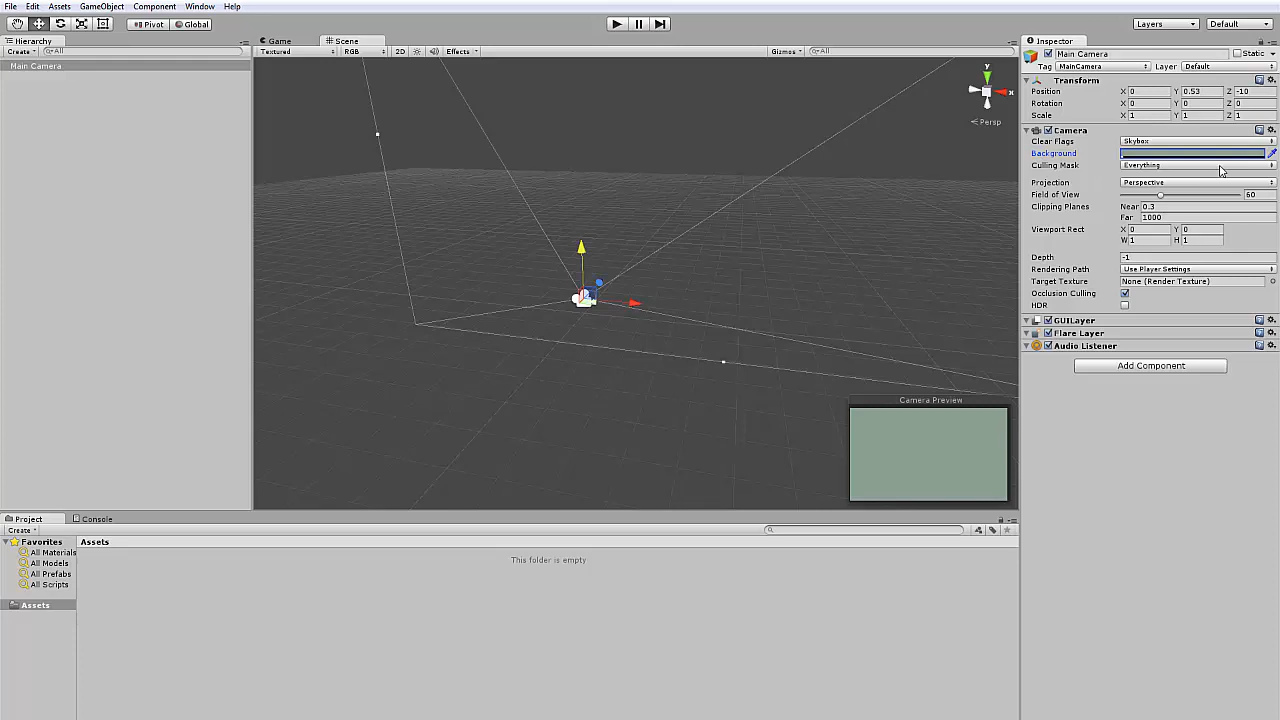 File Edit Assets GameObject Component Window Help
Pivot Global Layers Default
Hierarchy Game Scene Inspector
Create All Textured RGB 2D Effects Gizmos All
Main Camera
Main Camera Static
Tag MainCamera Layer Default
Transform
Position X 0 Y 0.53 Z -10
Rotation X 0 Y 0 Z 0
Scale X 1 Y 1 Z 1
Camera
Clear Flags Skybox
Background
Culling Mask Everything
Projection Perspective
Field of View 60
Clipping Planes Near 0.3
Far 1000
Viewport Rect X 0 Y 0
W 1 H 1
Depth -1
Rendering Path Use Player Settings
Target Texture None (Render Texture)
Occlusion Culling
HDR
GUILayer
Flare Layer
Audio Listener
Add Component
y
x
Persp
Camera Preview
Project Console
Create
Favorites
All Materials
All Models
All Prefabs
All Scripts
Assets
Assets
This folder is empty